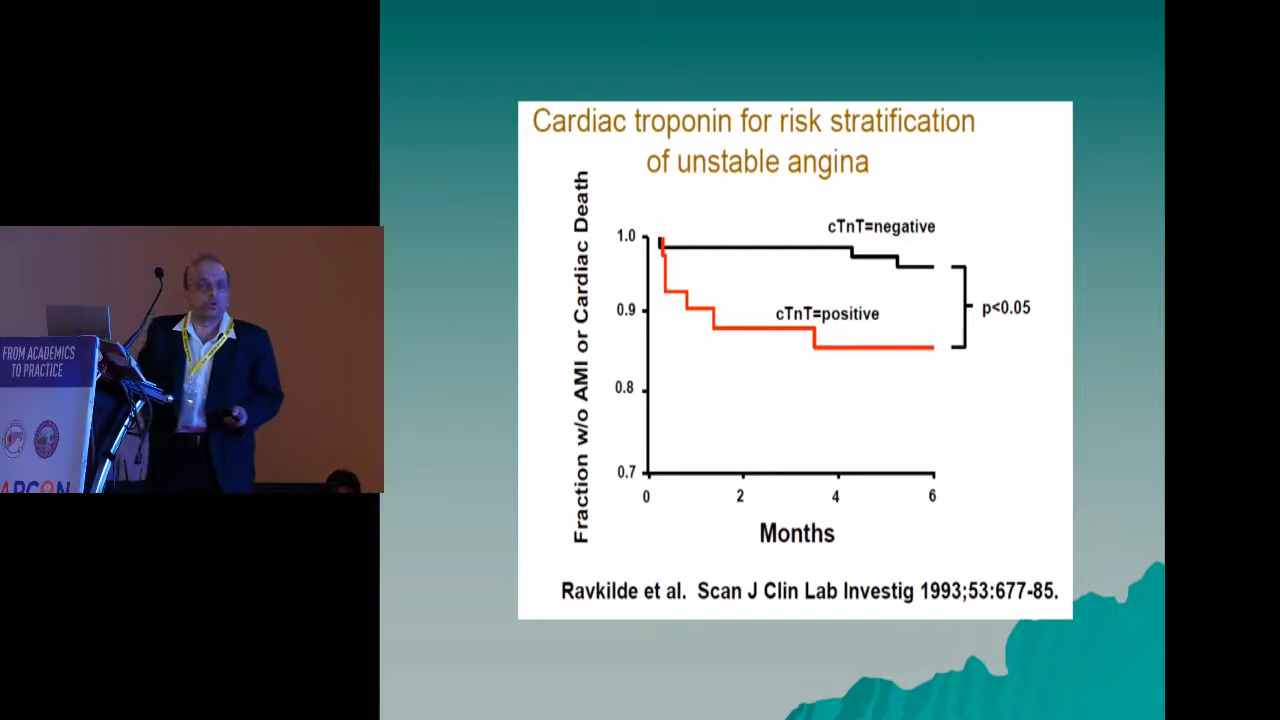 Cardiac troponin for risk stratification
of unstable angina
Fraction w/o AMI or Cardiac Death
1.0
0.9
0.8
0.7
0
2
4
6
Months
cTnT=negative
cTnT=positive
p<0.05
Ravkilde et al. Scan J Clin Lab Investig 1993;53:677-85.
FROM ACADEMICS
TO PRACTICE